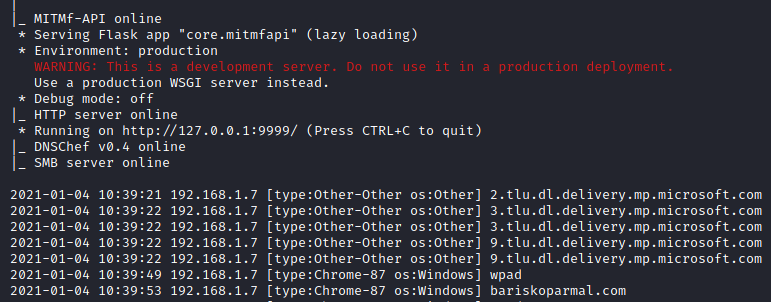 |
|_ MITMf-API online
 * Serving Flask app "core.mitmfapi" (lazy loading)
 * Environment: production
   WARNING: This is a development server. Do not use it in a production deployment.
   Use a production WSGI server instead.
 * Debug mode: off
|_ HTTP server online
 * Running on http://127.0.0.1:9999/ (Press CTRL+C to quit)
|_ DNSChef v0.4 online
|_ SMB server online
2021-01-04 10:39:21 192.168.1.7 [type:Other-Other os:Other] 2.tlu.dl.delivery.mp.microsoft.com
2021-01-04 10:39:22 192.168.1.7 [type:Other-Other os:Other] 3.tlu.dl.delivery.mp.microsoft.com
2021-01-04 10:39:22 192.168.1.7 [type:Other-Other os:Other] 3.tlu.dl.delivery.mp.microsoft.com
2021-01-04 10:39:22 192.168.1.7 [type:Other-Other os:Other] 9.tlu.dl.delivery.mp.microsoft.com
2021-01-04 10:39:22 192.168.1.7 [type:Other-Other os:Other] 9.tlu.dl.delivery.mp.microsoft.com
2021-01-04 10:39:49 192.168.1.7 [type:Chrome-87 os:Windows] wpad
2021-01-04 10:39:53 192.168.1.7 [type:Chrome-87 os:Windows] bariskoparmal.com